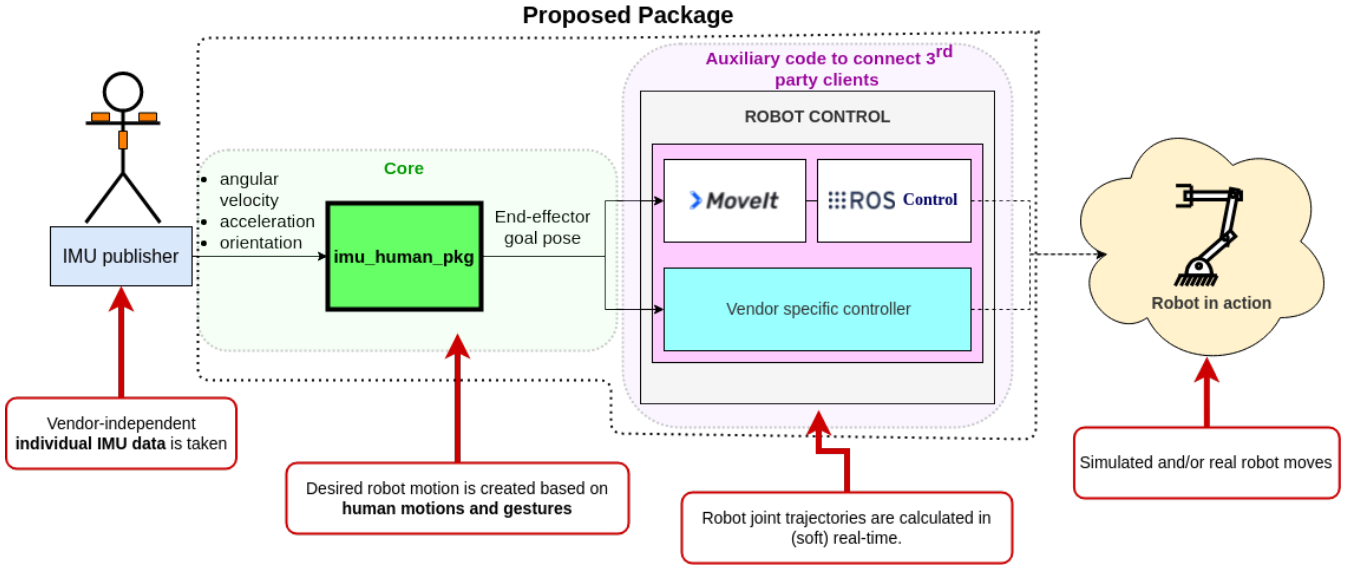 Proposed Package
Auxiliary code to connect 3rd
party clients
ROBOT CONTROL
Core
angular
velocity
acceleration
orientation
IMU publisher
imu_human_pkg
End-effector
goal pose
MoveIt
ROS Control
Vendor specific controller
Robot in action
Vendor-independent
individual IMU data is taken
Desired robot motion is created based on
human motions and gestures
Robot joint trajectories are calculated in
(soft) real-time.
Simulated and/or real robot moves